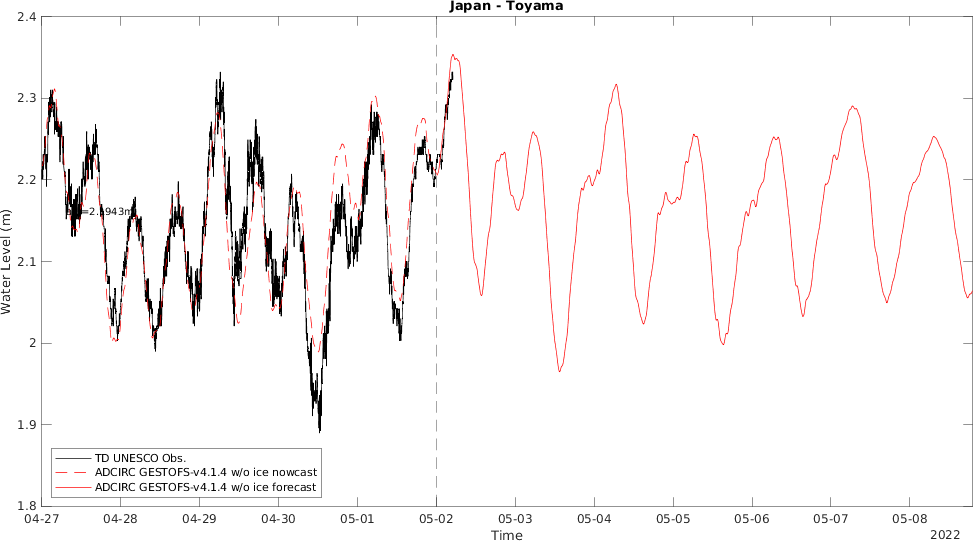 Japan - Toyama
2.4
2.3
2.2
2.1
2
1.9
1.8
Water Level (m)
TD UNESCO Obs.
ADCIRC GESTOFS-v4.1.4 w/o ice nowcast
ADCIRC GESTOFS-v4.1.4 w/o ice forecast
04-27 04-28 04-29 04-30 05-01 05-02 05-03 05-04 05-05 05-06 05-07 05-08
Time
2022